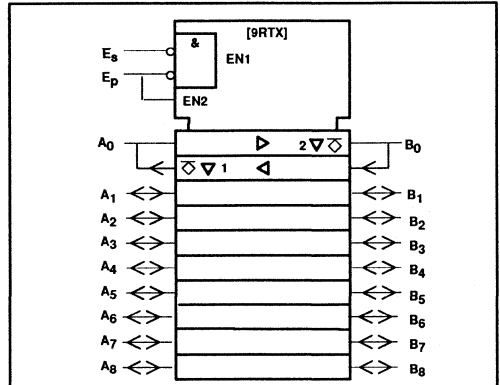 [9RTX]
&
Es
EN1
Ep
EN2
A0 2 B0
1
A1 B1
A2 B2
A3 B3
A4 B4
A5 B5
A6 B6
A7 B7
A8 B8